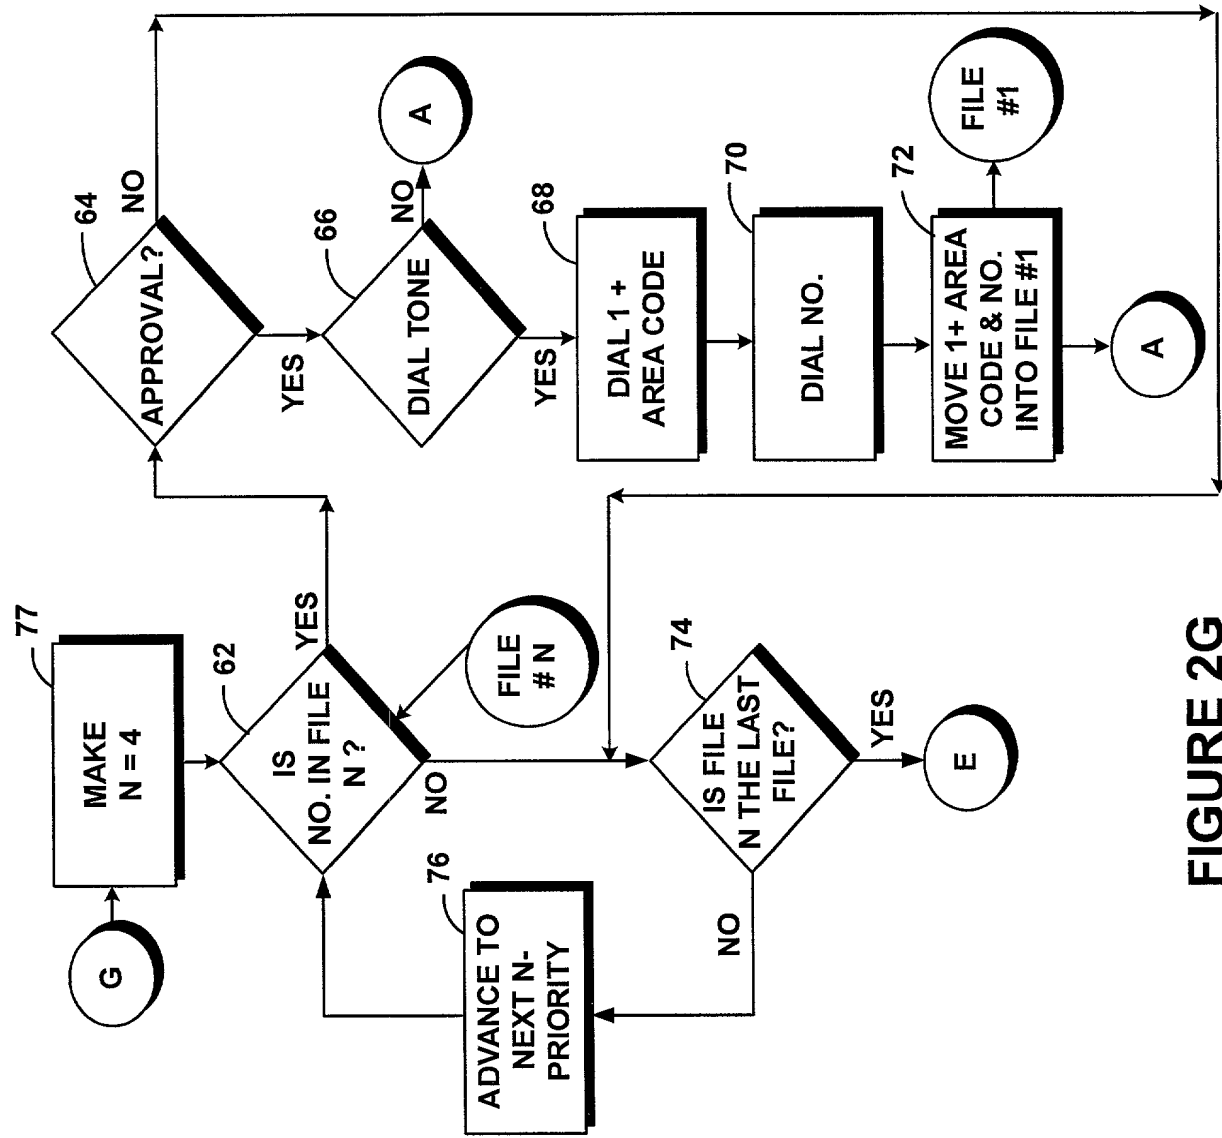 G
77
MAKE
N = 4
62
IS
NO. IN FILE
N ?
YES
NO
FILE
# N
76
ADVANCE TO
NEXT N-
PRIORITY
74
IS FILE
N THE LAST
FILE?
NO
YES
E
64
APPROVAL?
NO
YES
66
DIAL TONE
NO
A
YES
68
DIAL 1 +
AREA CODE
70
DIAL NO.
72
MOVE 1+ AREA
CODE & NO.
INTO FILE #1
FILE
#1
A
FIGURE 2G